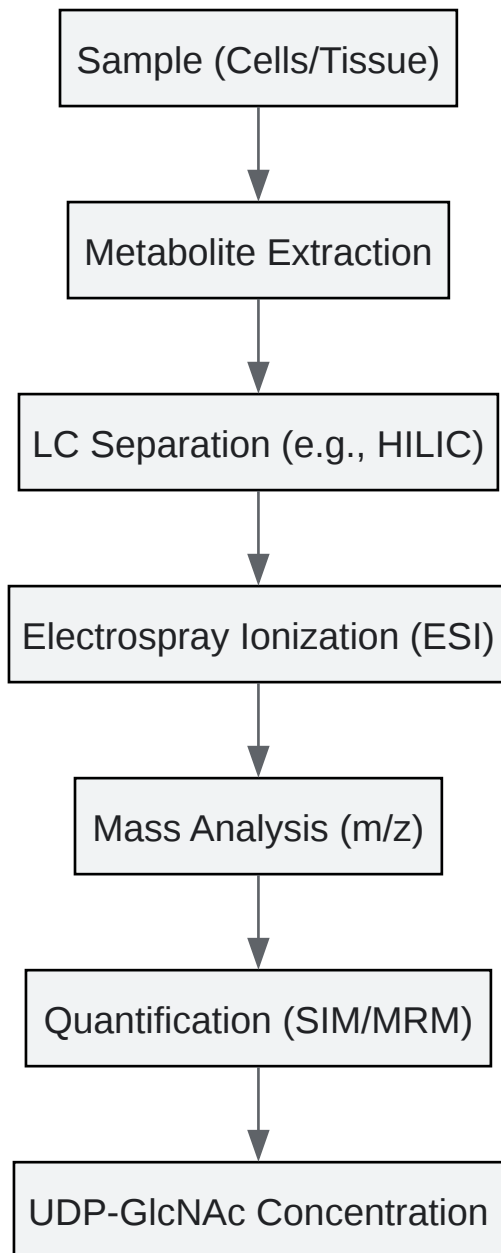 Sample (Cells/Tissue)
Metabolite Extraction
LC Separation (e.g., HILIC)
Electrospray Ionization (ESI)
Mass Analysis (m/z)
Quantification (SIM/MRM)
UDP-GlcNAc Concentration